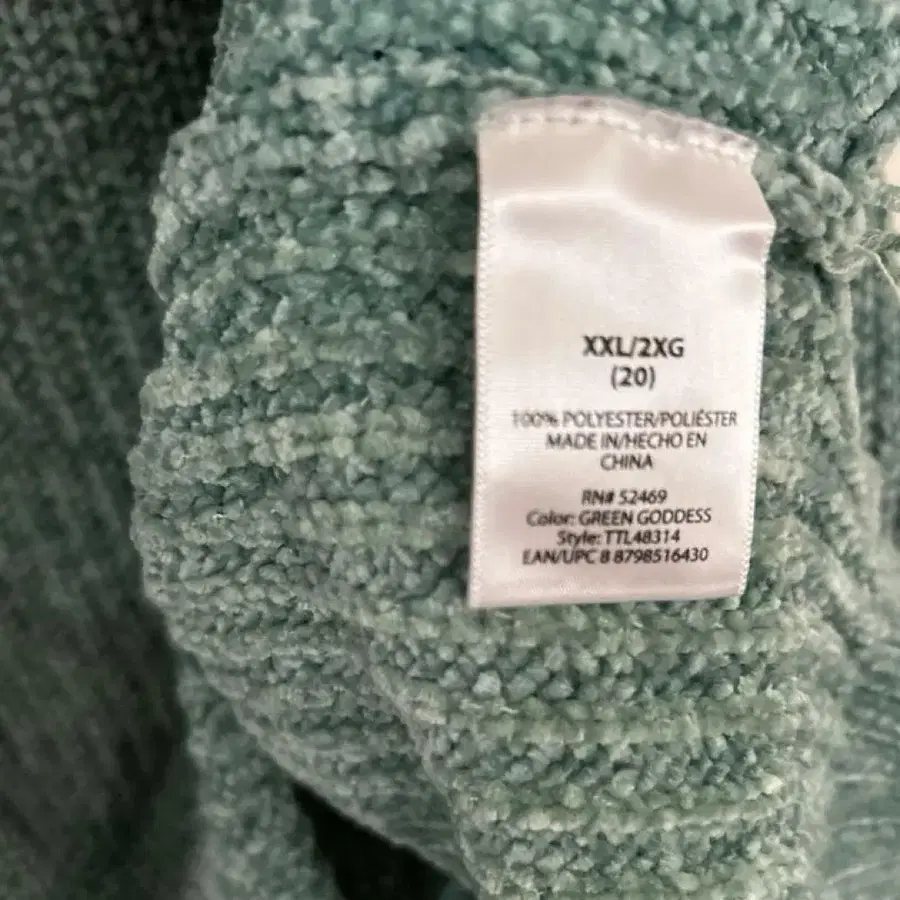 XXL/2XG
(20)
100% POLYESTER/POLIÉSTER
MADE IN/HECHO EN
CHINA
RN# 52469
Color: GREEN GODDESS
Style: TTL48314
EAN/UPC 8 8798516430